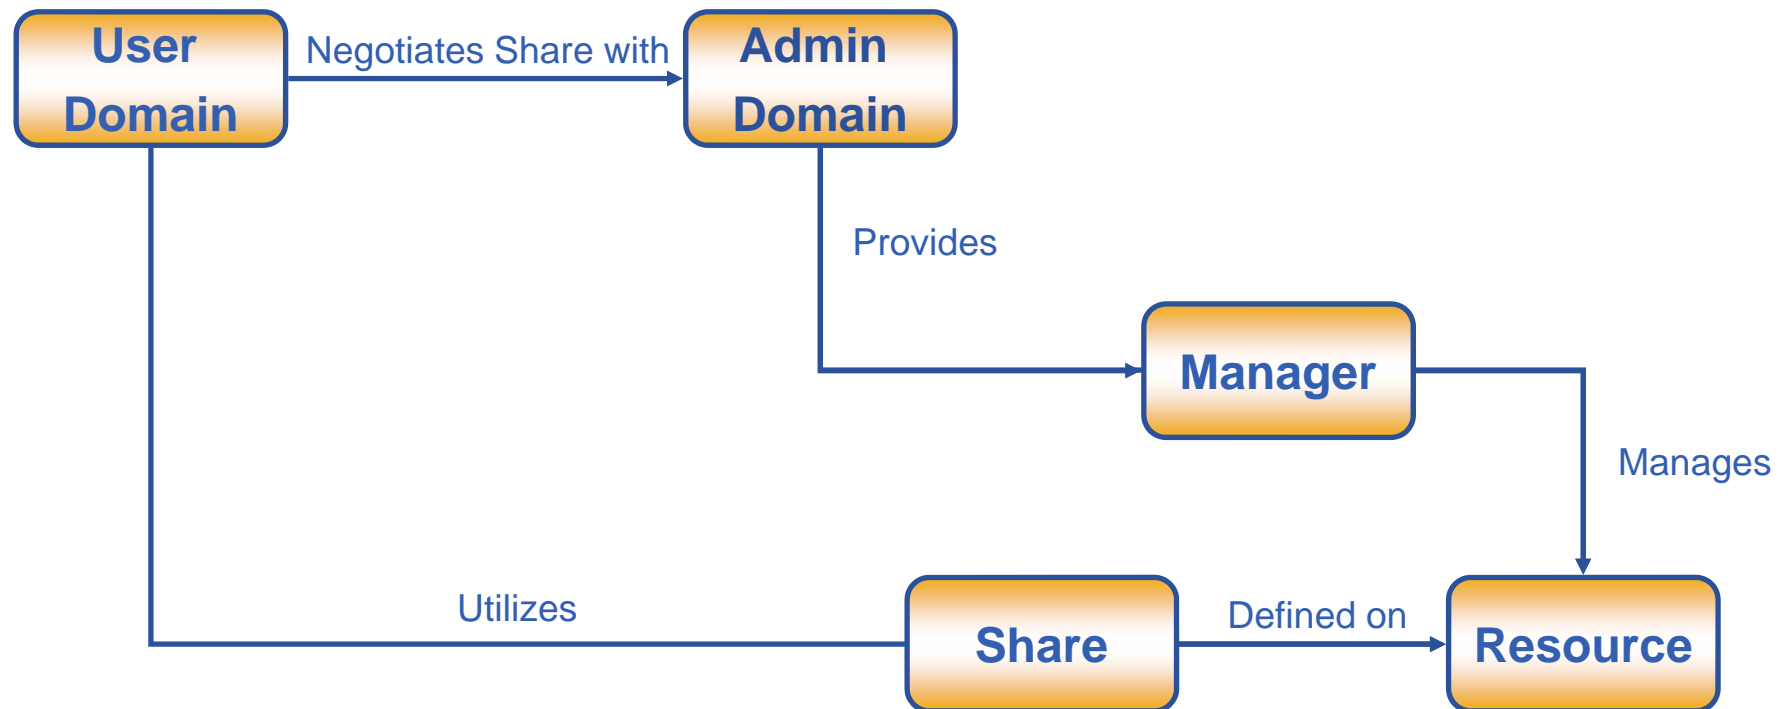 User
Domain
Negotiates Share with
Admin
Domain
Provides
Manager
Manages
Utilizes
Share
Defined on
Resource